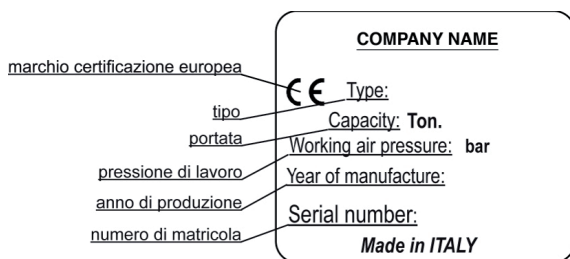 COMPANY NAME
marchio certificazione europea
CE Type:
tipo
Capacity: Ton.
portata
Working air pressure: bar
pressione di lavoro
Year of manufacture:
anno di produzione
Serial number:
numero di matricola
Made in ITALY